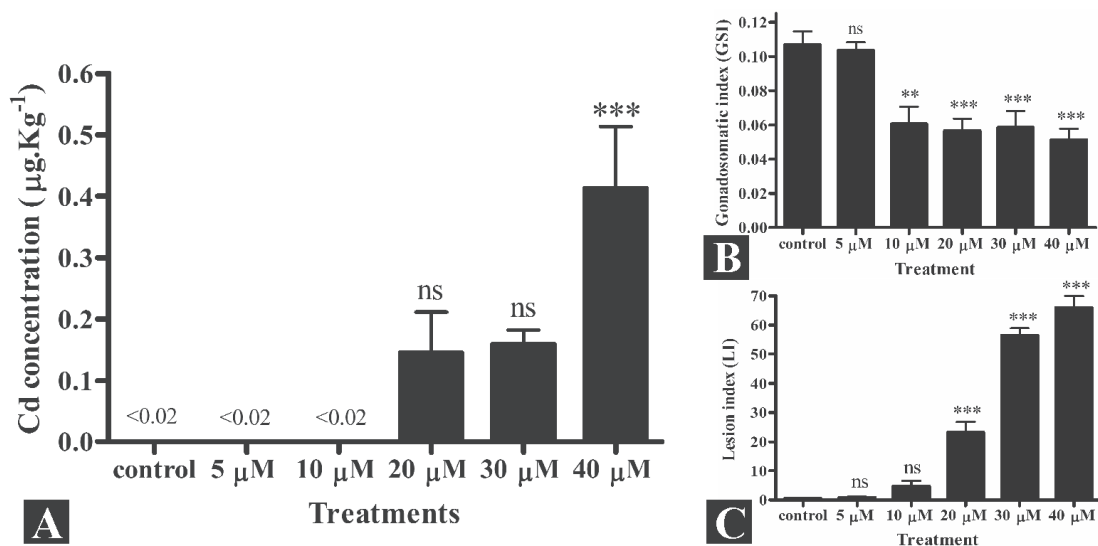 Cd concentration (µg.Kg⁻¹)
0.6
0.5
0.4
0.3
0.2
0.1
0.0
<0.02
<0.02
<0.02
ns
ns
***
control 5 µM 10 µM 20 µM 30 µM 40 µM
Treatments
A
Gonadosomatic index (GSI)
0.12
0.10
0.08
0.06
0.04
0.02
0.00
ns
**
***
***
***
control 5 µM 10 µM 20 µM 30 µM 40 µM
Treatment
B
Lesion index (LI)
70
60
50
40
30
20
10
0
ns
ns
***
***
***
control 5 µM 10 µM 20 µM 30 µM 40 µM
Treatment
C